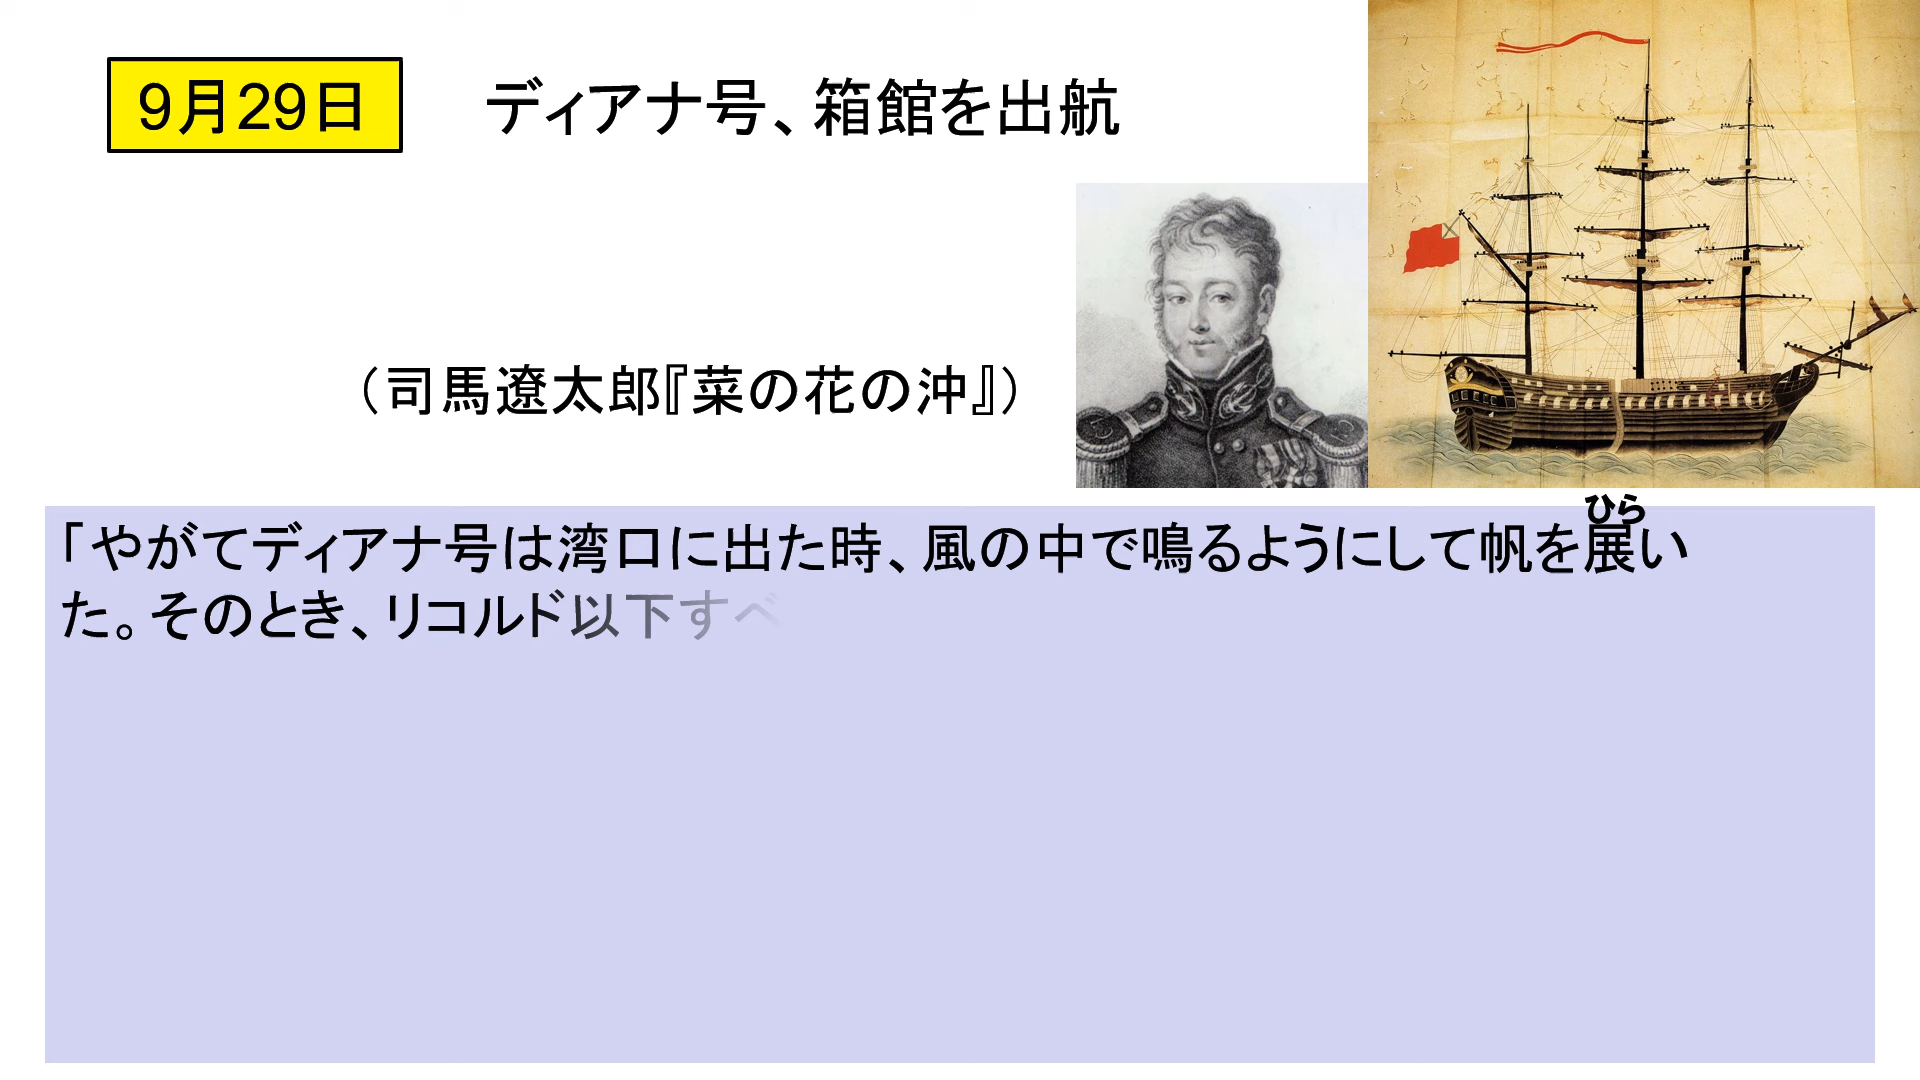 9月29日
ディアナ号、箱館を出航
（司馬遼太郎『菜の花の沖』）
ひら
「やがてディアナ号は湾口に出た時、風の中で鳴るようにして帆を展い
た。そのとき、リコルド以下すべ